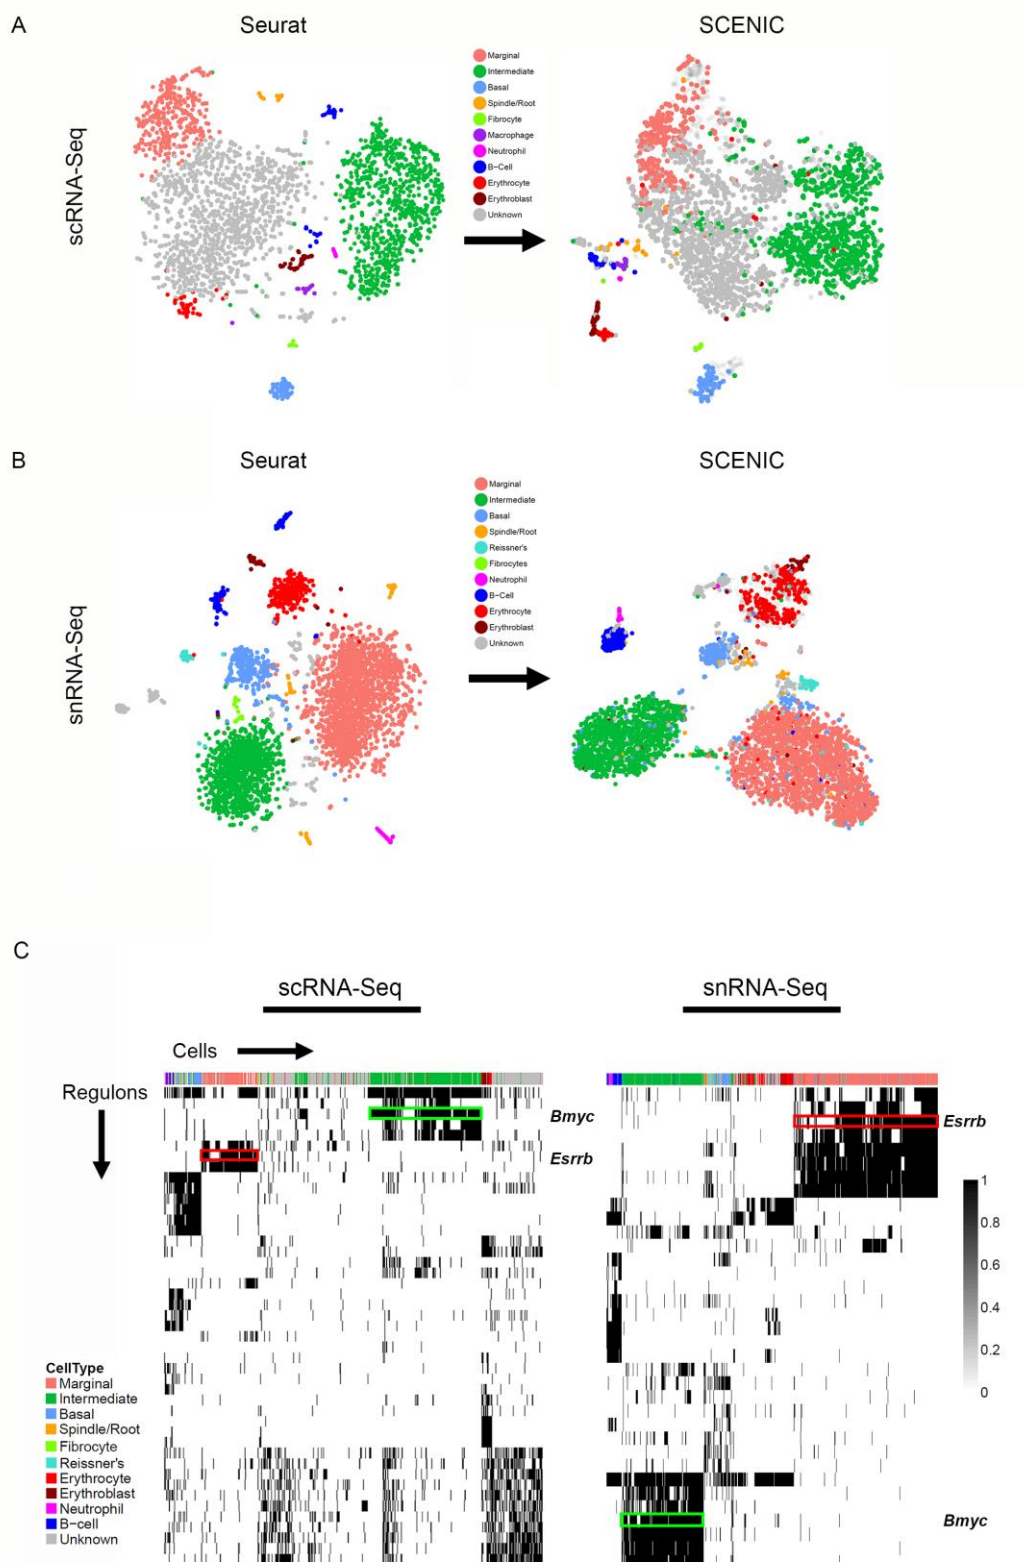 A
Seurat
SCENIC
scRNA-Seq
Marginal
Intermediate
Basal
Spindle/Root
Fibrocyte
Macrophage
Neutrophil
B-Cell
Erythrocyte
Erythroblast
Unknown
B
Seurat
SCENIC
snRNA-Seq
Marginal
Intermediate
Basal
Spindle/Root
Reissner's
Fibrocytes
Neutrophil
B-Cell
Erythrocyte
Erythroblast
Unknown
C
scRNA-Seq
snRNA-Seq
Cells
Regulons
Bmyc
Esrrb
Esrrb
Bmyc
1
0.8
0.6
0.4
0.2
0
CellType
Marginal
Intermediate
Basal
Spindle/Root
Fibrocyte
Reissner's
Erythrocyte
Erythroblast
Neutrophil
B-cell
Unknown